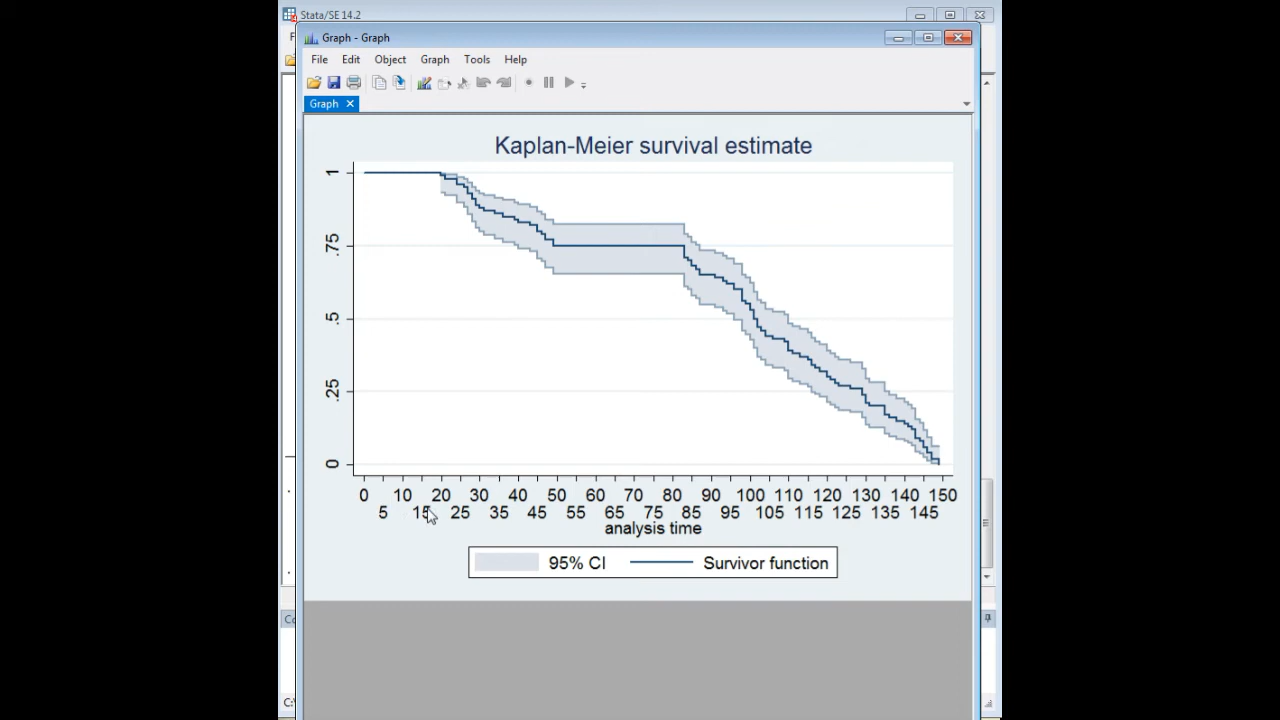 Stata/SE 14.2
Graph - Graph
File Edit Object Graph Tools Help
Graph
Kaplan-Meier survival estimate
1
.75
.5
.25
0
0 10 20 30 40 50 60 70 80 90 100 110 120 130 140 150
5 15 25 35 45 55 65 75 85 95 105 115 125 135 145
analysis time
95% CI Survivor function